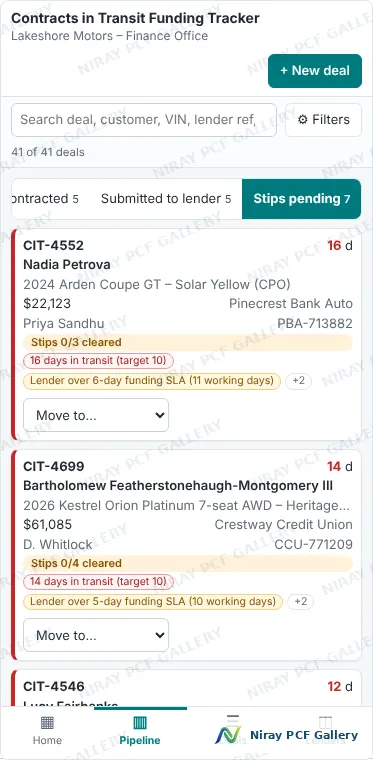 Contracts in Transit Funding Tracker
Lakeshore Motors – Finance Office
+ New deal
Search deal, customer, VIN, lender ref,
⚙ Filters
41 of 41 deals
ontracted 5 Submitted to lender 5 Stips pending 7
CIT-4552 16 d
Nadia Petrova
2024 Arden Coupe GT – Solar Yellow (CPO)
$22,123 Pinecrest Bank Auto
Priya Sandhu PBA-713882
Stips 0/3 cleared
16 days in transit (target 10)
Lender over 6-day funding SLA (11 working days) +2
Move to...
CIT-4699 14 d
Bartholomew Featherstonehaugh-Montgomery III
2026 Kestrel Orion Platinum 7-seat AWD – Heritage...
$61,085 Crestway Credit Union
D. Whitlock CCU-771209
Stips 0/4 cleared
14 days in transit (target 10)
Lender over 5-day funding SLA (10 working days) +2
Move to...
CIT-4546 12 d
Lucy Fairbanks
Home Pipeline
Niray PCF Gallery
NIRAY PCF GALLERY